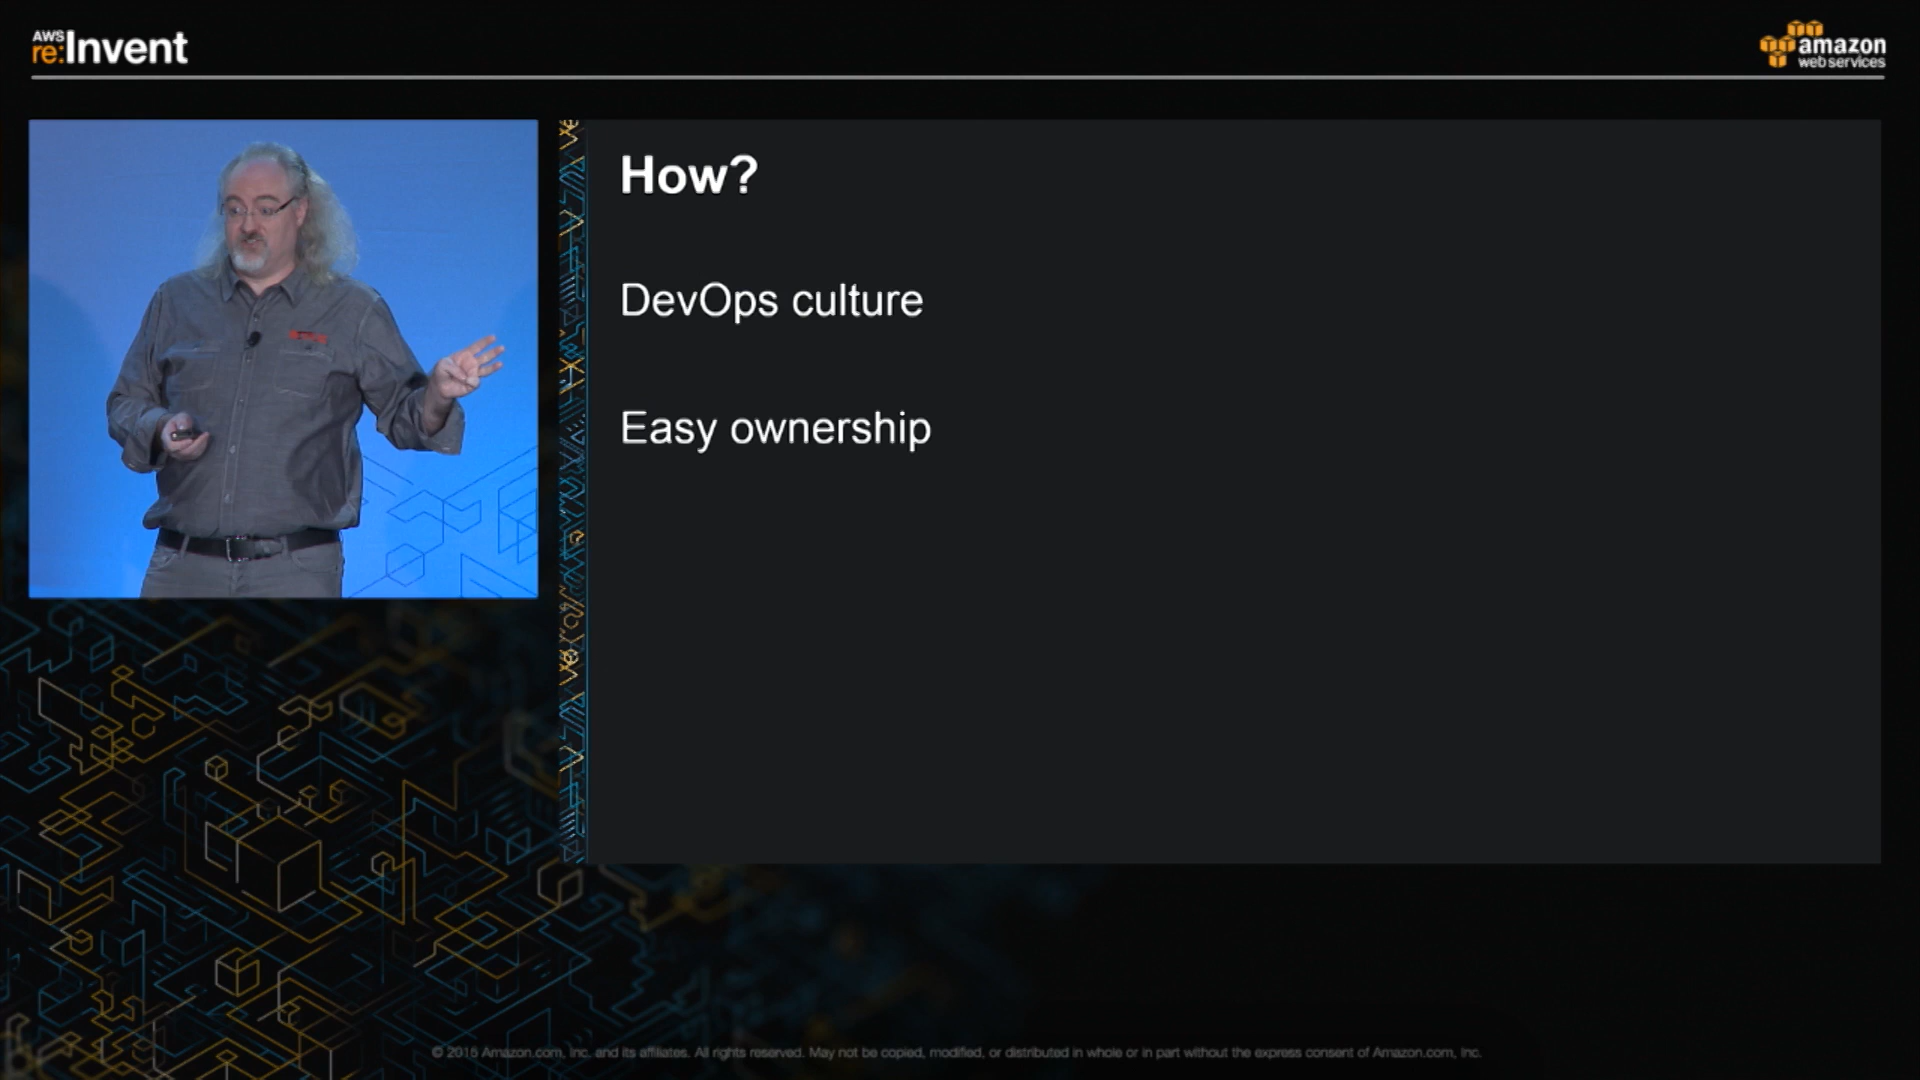 AWS
re:Invent
amazon
web services
How?
DevOps culture
Easy ownership
© 2015 Amazon.com, Inc. and its affiliates. All rights reserved. May not be copied, modified, or distributed in whole or in part without the express consent of Amazon.com, Inc.